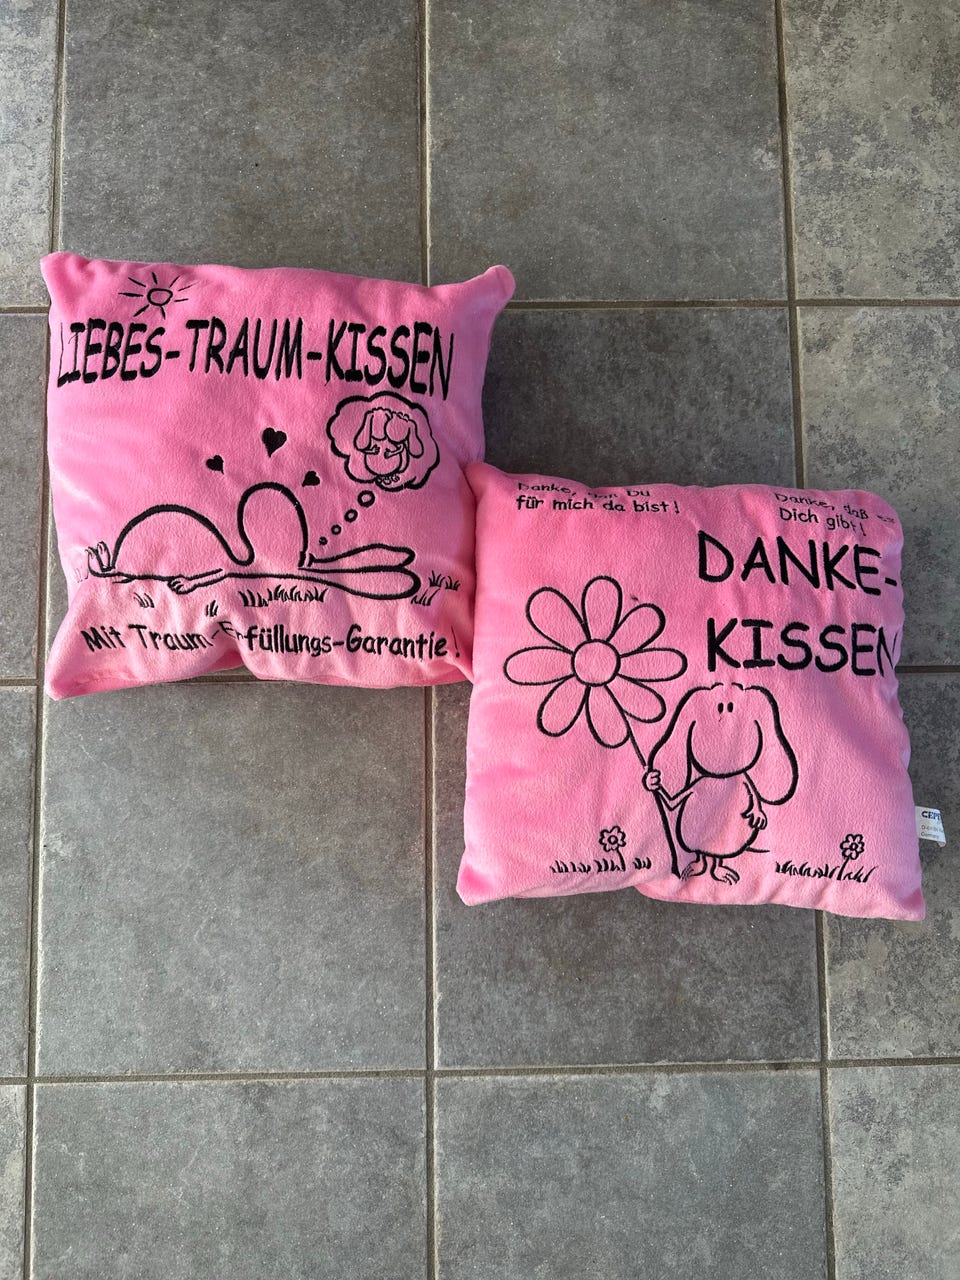 LIEBES-TRAUM-KISSEN
Mit Traum-Erfüllungs-Garantie!
Danke, daß Du
für mich da bist!
Danke, daß es
Dich gibt!
DANKE-
KISSEN
Germany